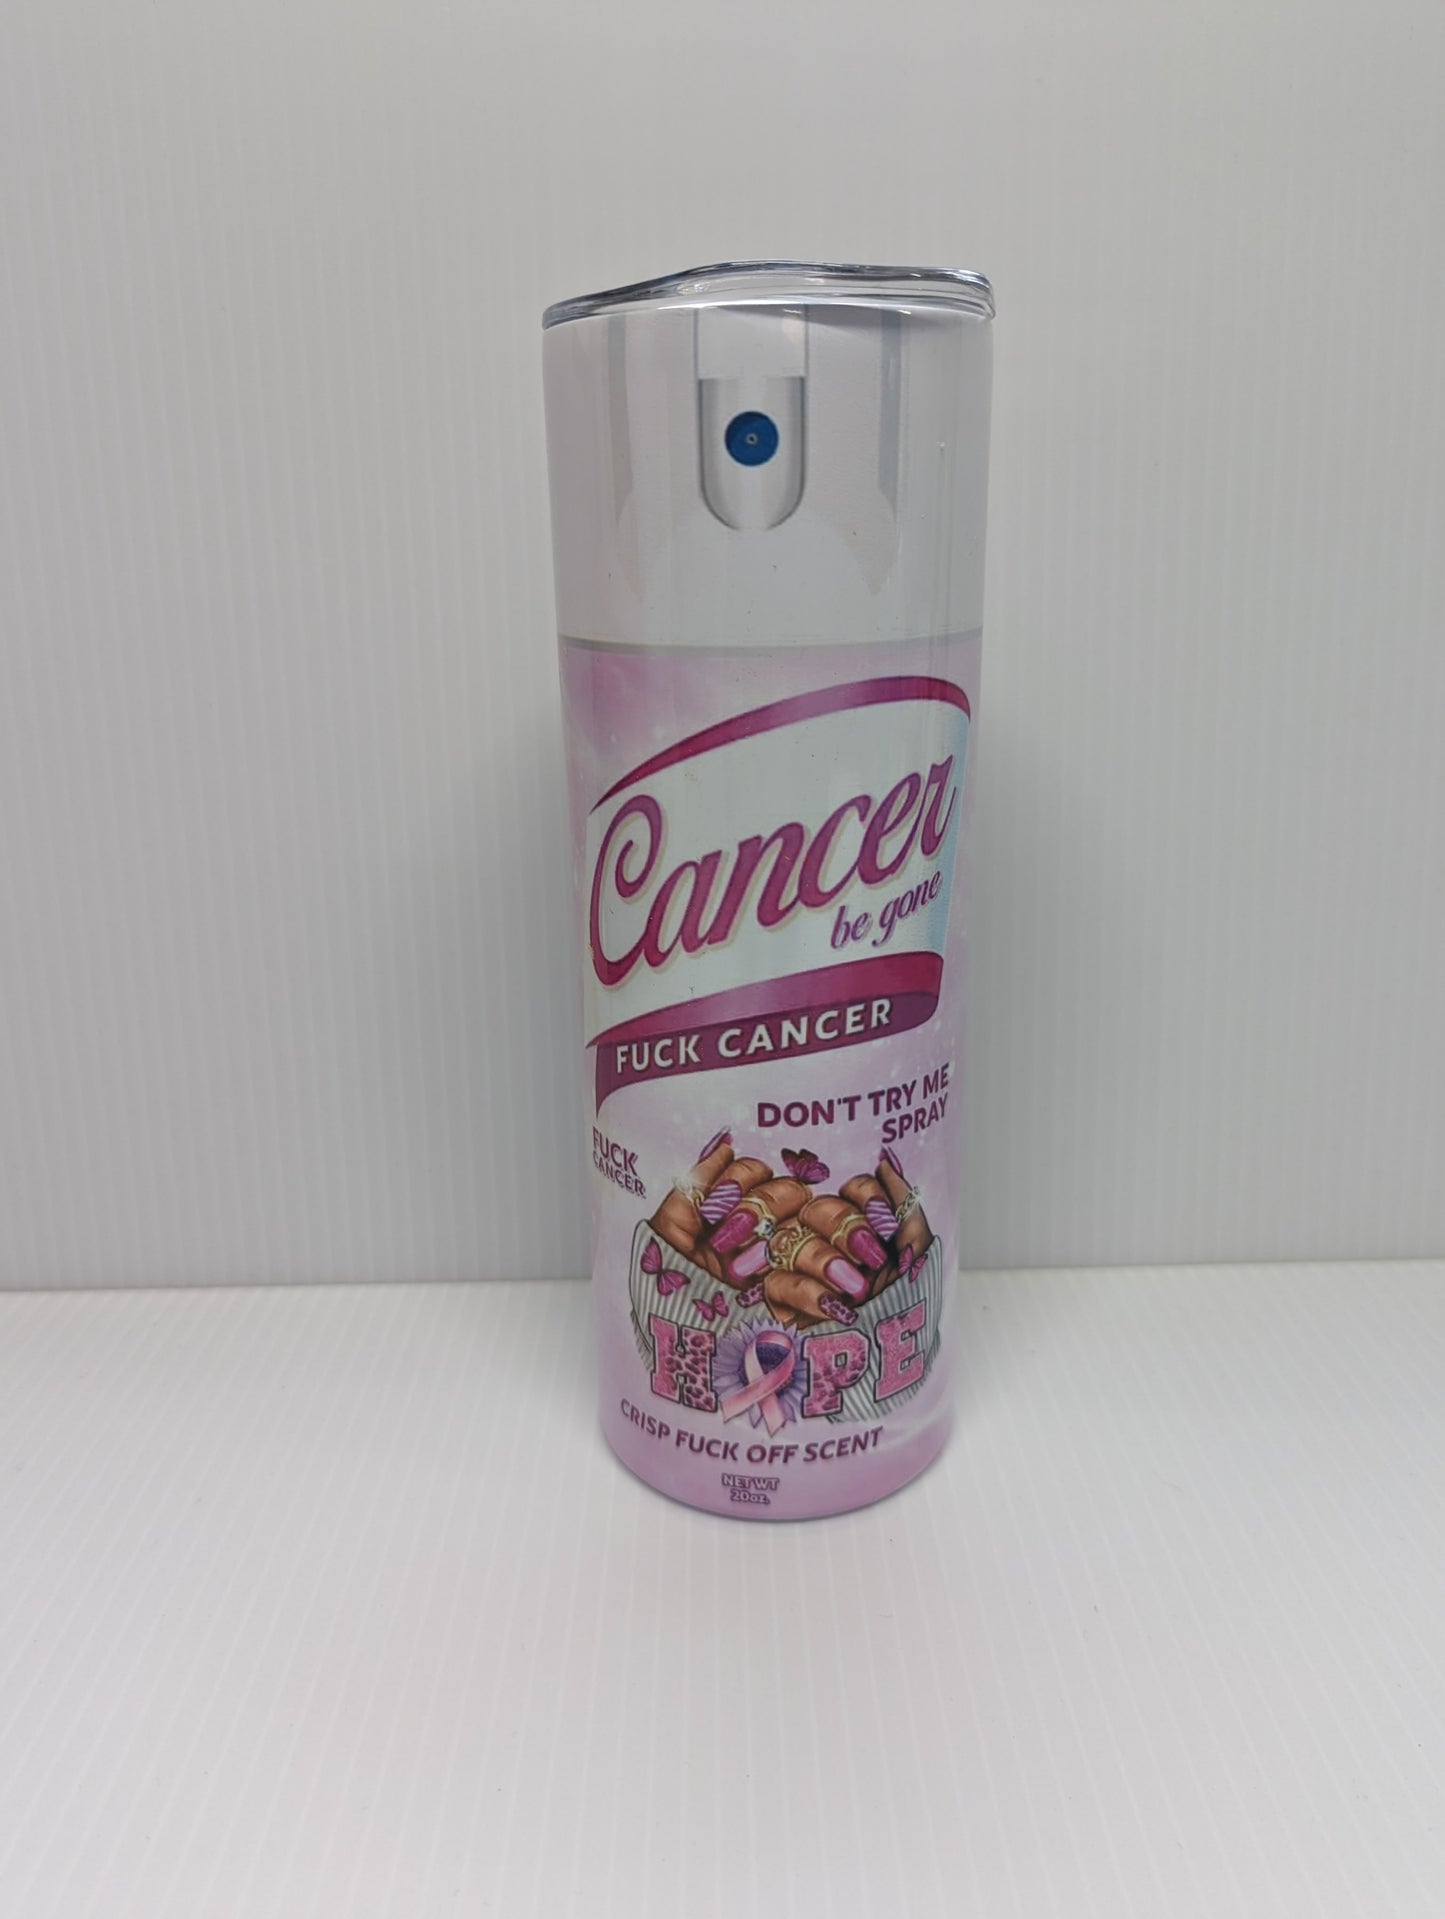 Cancer
be gone
FUCK CANCER
DON'T TRY ME
SPRAY
FUCK
CANCER
HOPE
CRISP FUCK OFF SCENT
NET WT
20oz.